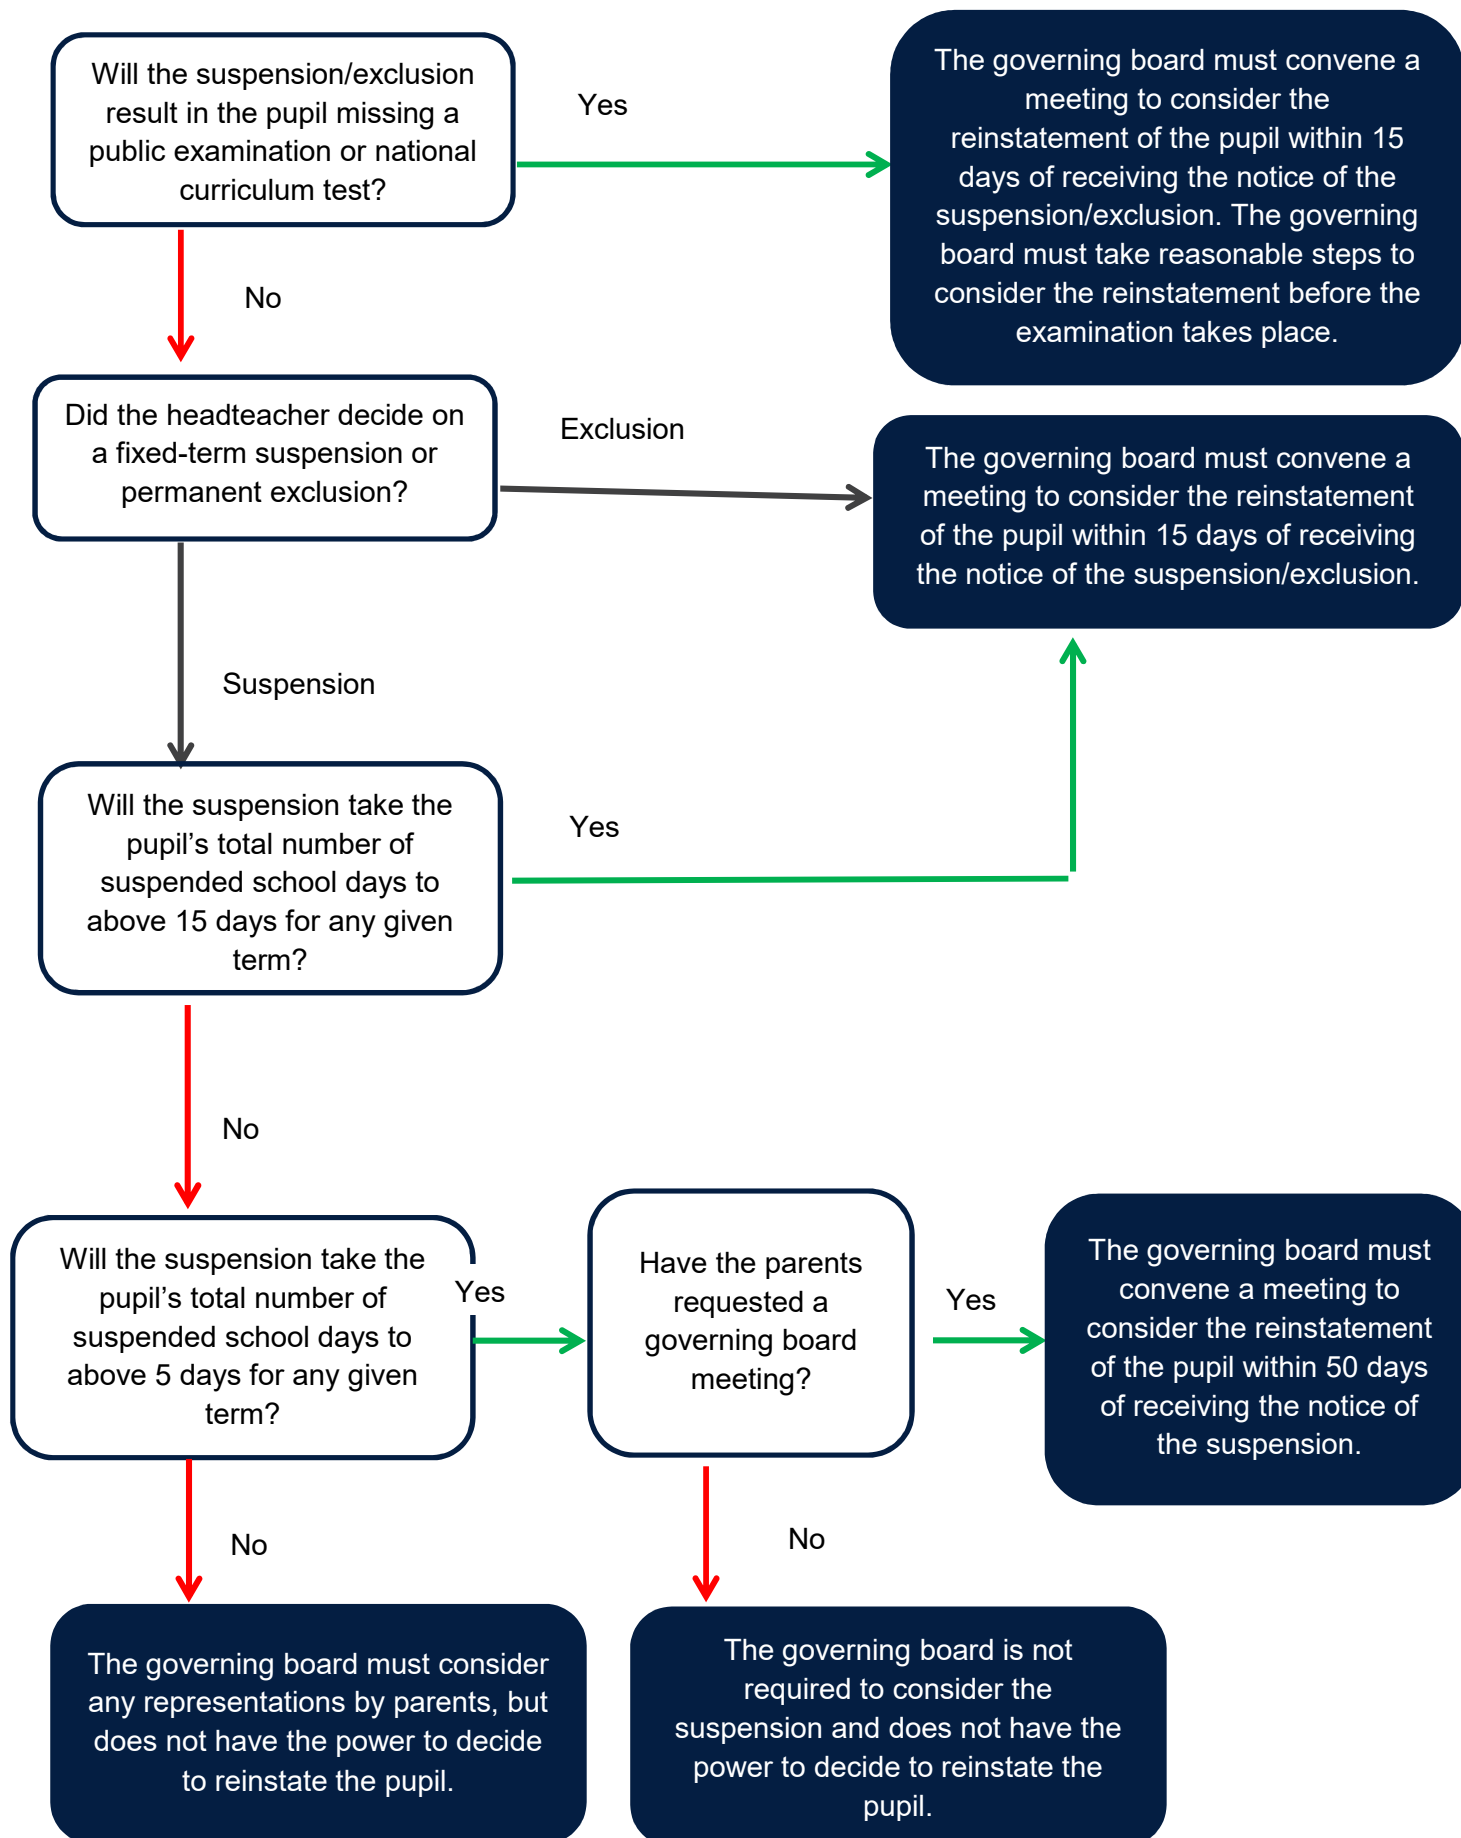 Will the suspension/exclusion
result in the pupil missing a
public examination or national
curriculum test?
Yes
The governing board must convene a
meeting to consider the
reinstatement of the pupil within 15
days of receiving the notice of the
suspension/exclusion. The governing
board must take reasonable steps to
consider the reinstatement before the
examination takes place.
No
Did the headteacher decide on
a fixed-term suspension or
permanent exclusion?
Exclusion
The governing board must convene a
meeting to consider the reinstatement
of the pupil within 15 days of receiving
the notice of the suspension/exclusion.
Suspension
Will the suspension take the
pupil’s total number of
suspended school days to
above 15 days for any given
term?
Yes
No
Will the suspension take the
pupil’s total number of
suspended school days to
above 5 days for any given
term?
Yes
Have the parents
requested a
governing board
meeting?
Yes
The governing board must
convene a meeting to
consider the reinstatement
of the pupil within 50 days
of receiving the notice of
the suspension.
No
No
The governing board must consider
any representations by parents, but
does not have the power to decide
to reinstate the pupil.
The governing board is not
required to consider the
suspension and does not have the
power to decide to reinstate the
pupil.